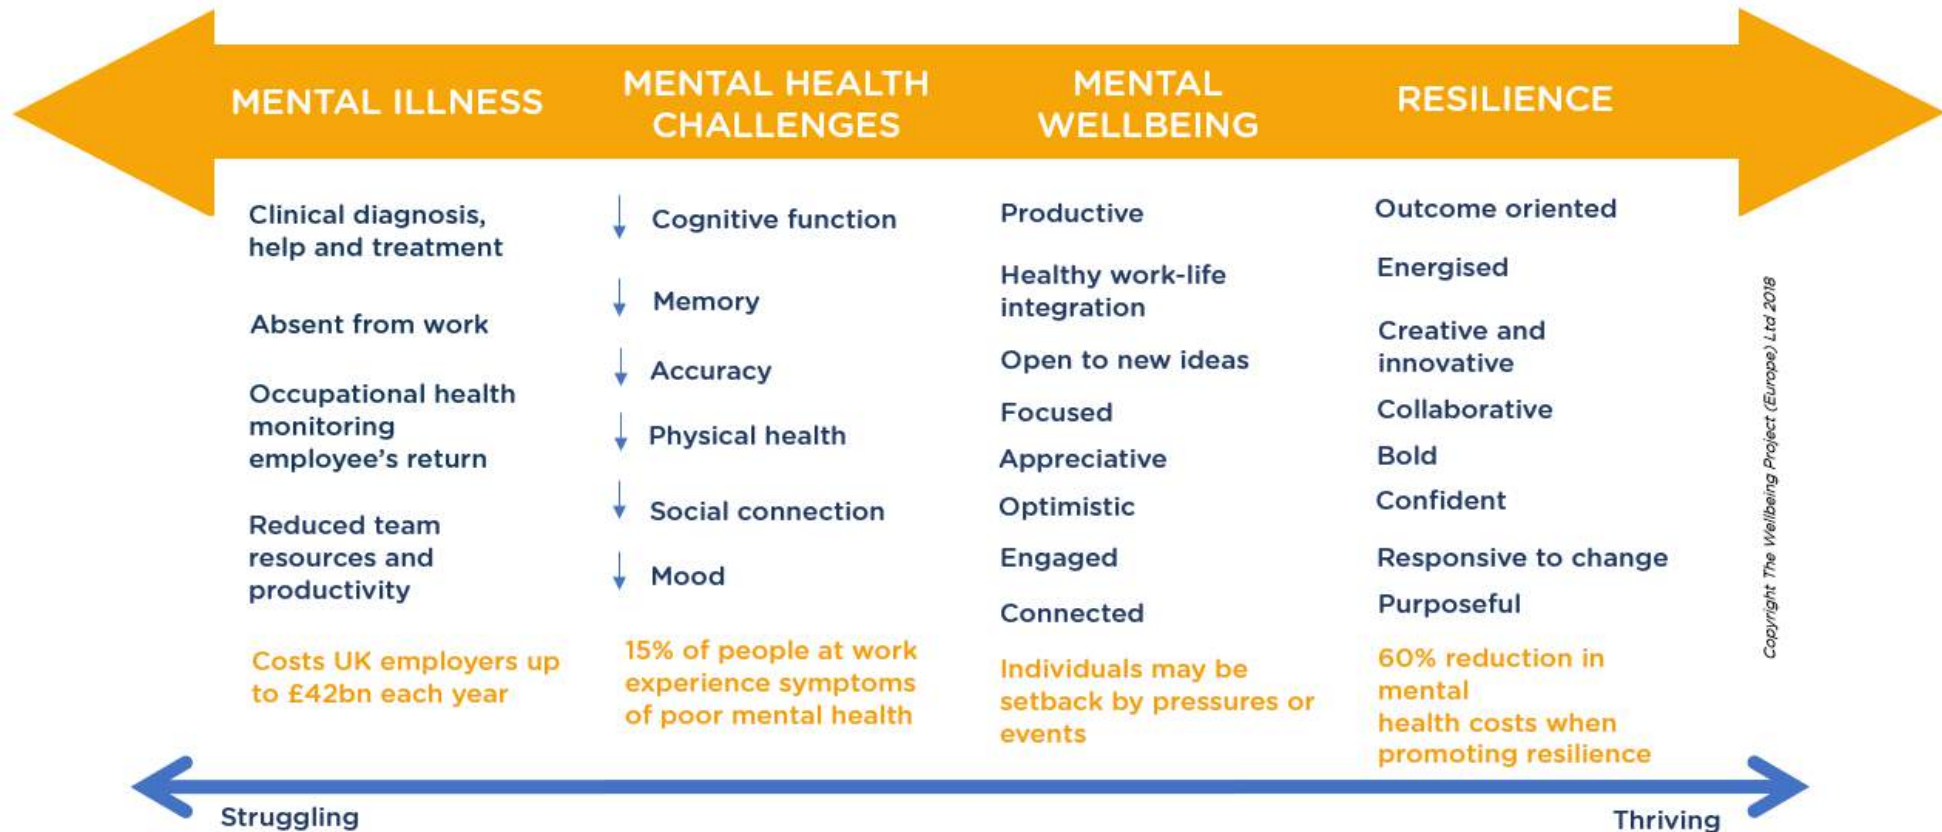 MENTAL ILLNESS
MENTAL HEALTH
CHALLENGES
MENTAL
WELLBEING
RESILIENCE
Clinical diagnosis,
help and treatment
Absent from work
Occupational health
monitoring
employee's return
Reduced team
resources and
productivity
Costs UK employers up
to £42bn each year
Cognitive function
Memory
Accuracy
Physical health
Social connection
Mood
15% of people at work
experience symptoms
of poor mental health
Productive
Healthy work-life
integration
Open to new ideas
Focused
Appreciative
Optimistic
Engaged
Connected
Individuals may be
setback by pressures or
events
Outcome oriented
Energised
Creative and
innovative
Collaborative
Bold
Confident
Responsive to change
Purposeful
60% reduction in
mental
health costs when
promoting resilience
Copyright The Wellbeing Project (Europe) Ltd 2018
Struggling
Thriving